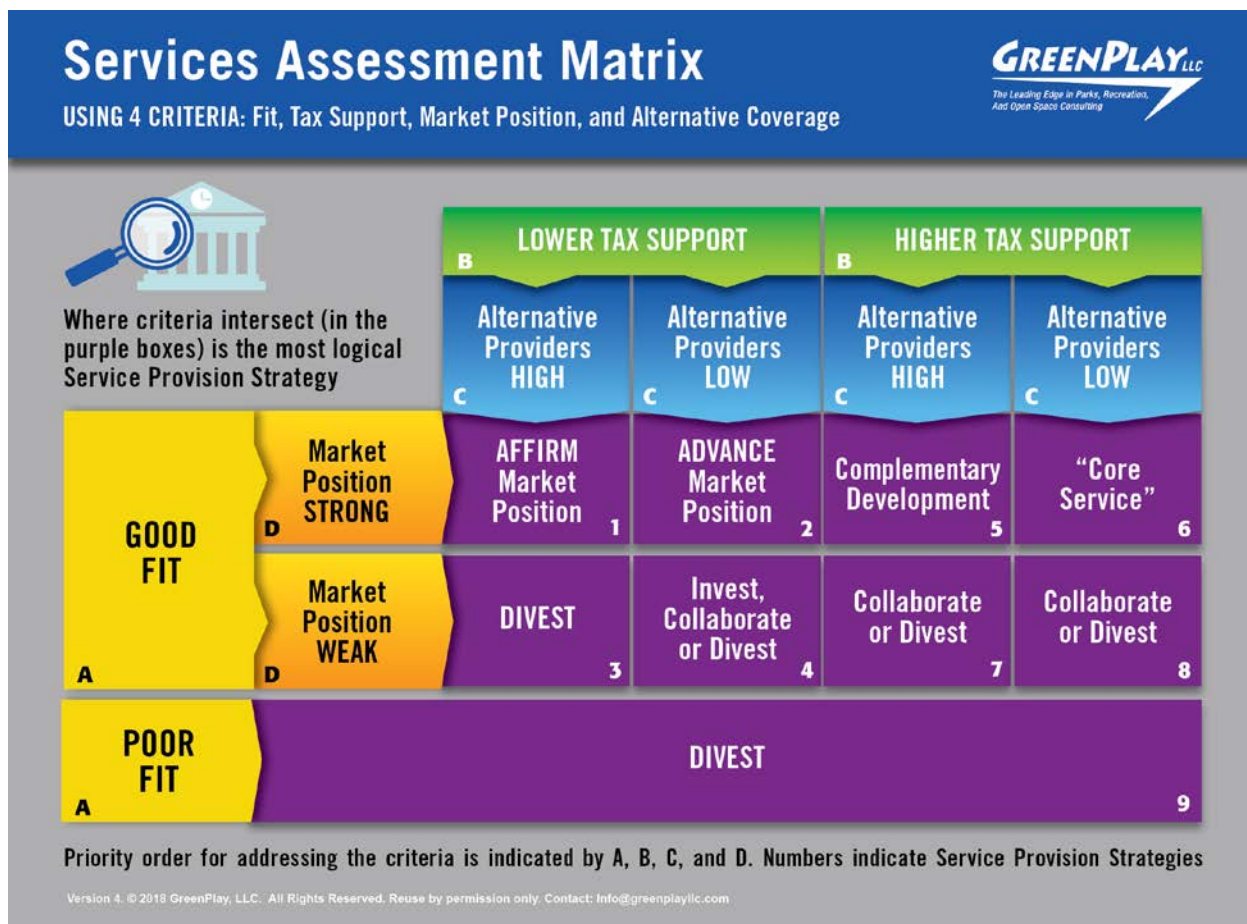 Services Assessment Matrix
USING 4 CRITERIA: Fit, Tax Support, Market Position, and Alternative Coverage
GREENPLAY LLC
The Leading Edge in Parks, Recreation,
And Open Space Consulting
Where criteria intersect (in the
purple boxes) is the most logical
Service Provision Strategy
LOWER TAX SUPPORT
B
HIGHER TAX SUPPORT
B
Alternative
Providers
HIGH
C
Alternative
Providers
LOW
C
Alternative
Providers
HIGH
C
Alternative
Providers
LOW
C
GOOD
FIT
A
Market
Position
STRONG
D
AFFIRM
Market
Position
1
ADVANCE
Market
Position
2
Complementary
Development
5
“Core
Service”
6
Market
Position
WEAK
D
DIVEST
3
Invest,
Collaborate
or Divest
4
Collaborate
or Divest
7
Collaborate
or Divest
8
POOR
FIT
A
DIVEST
9
Priority order for addressing the criteria is indicated by A, B, C, and D. Numbers indicate Service Provision Strategies
Version 4. © 2018 GreenPlay, LLC. All Rights Reserved. Reuse by permission only. Contact: Info@greenplayllc.com